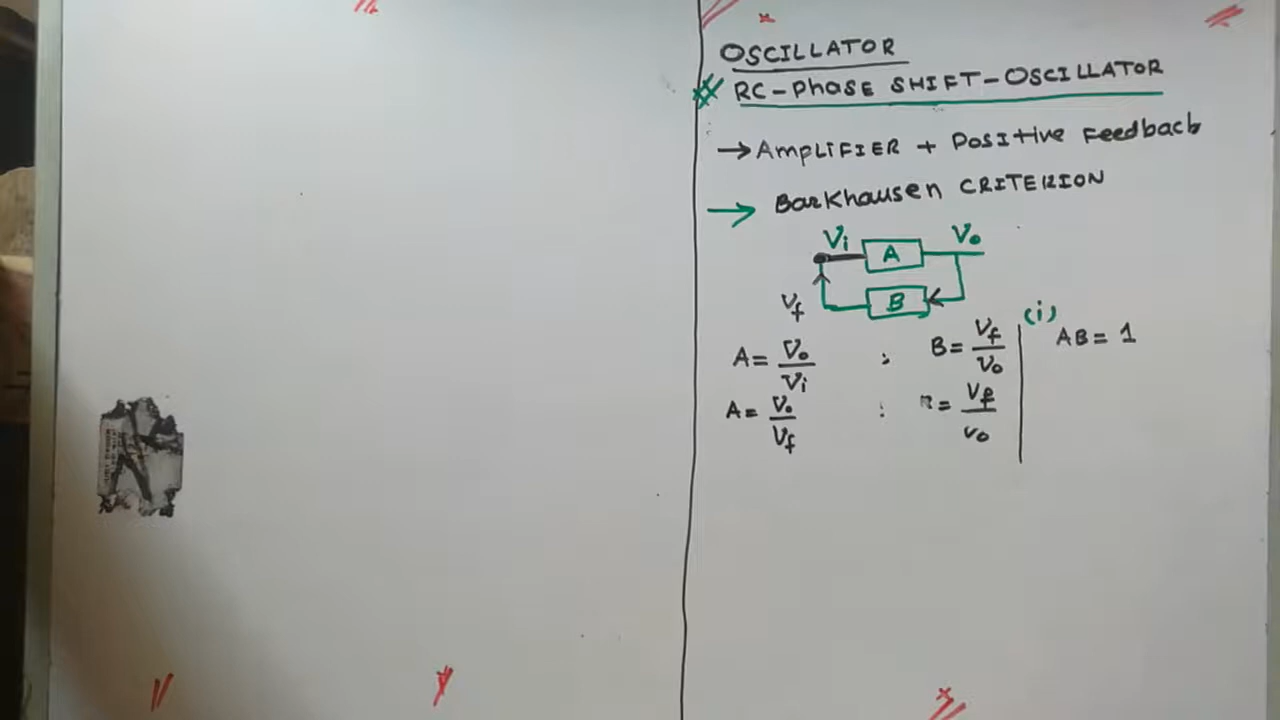 OSCILLATOR
RC-PhASE SHIFT-OSCILLATOR
→ AmpLiFIER + Positive Feedback
→ BarKhausen CRITERION
Vi A Vo
Vf B
A = Vo/Vi : B = Vf/Vo (i) AB = 1
A = Vo/Vf : = Vf/vo